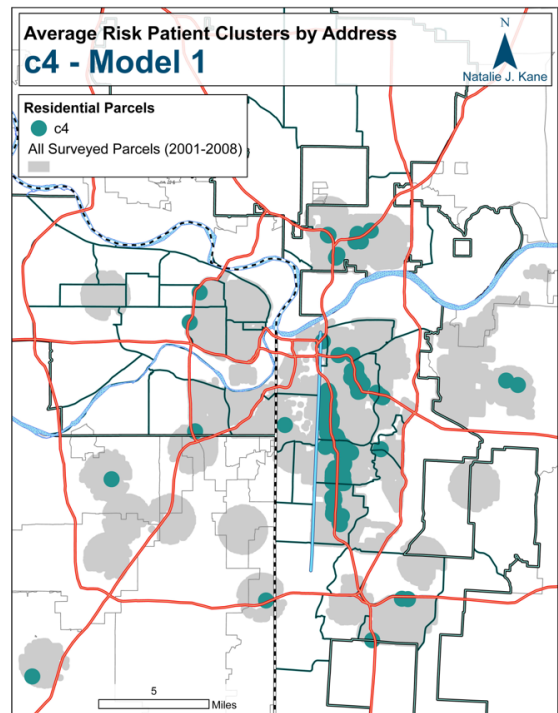 Average Risk Patient Clusters by Address
c4 - Model 1
N
Natalie J. Kane
Residential Parcels
c4
All Surveyed Parcels (2001-2008)
5
Miles